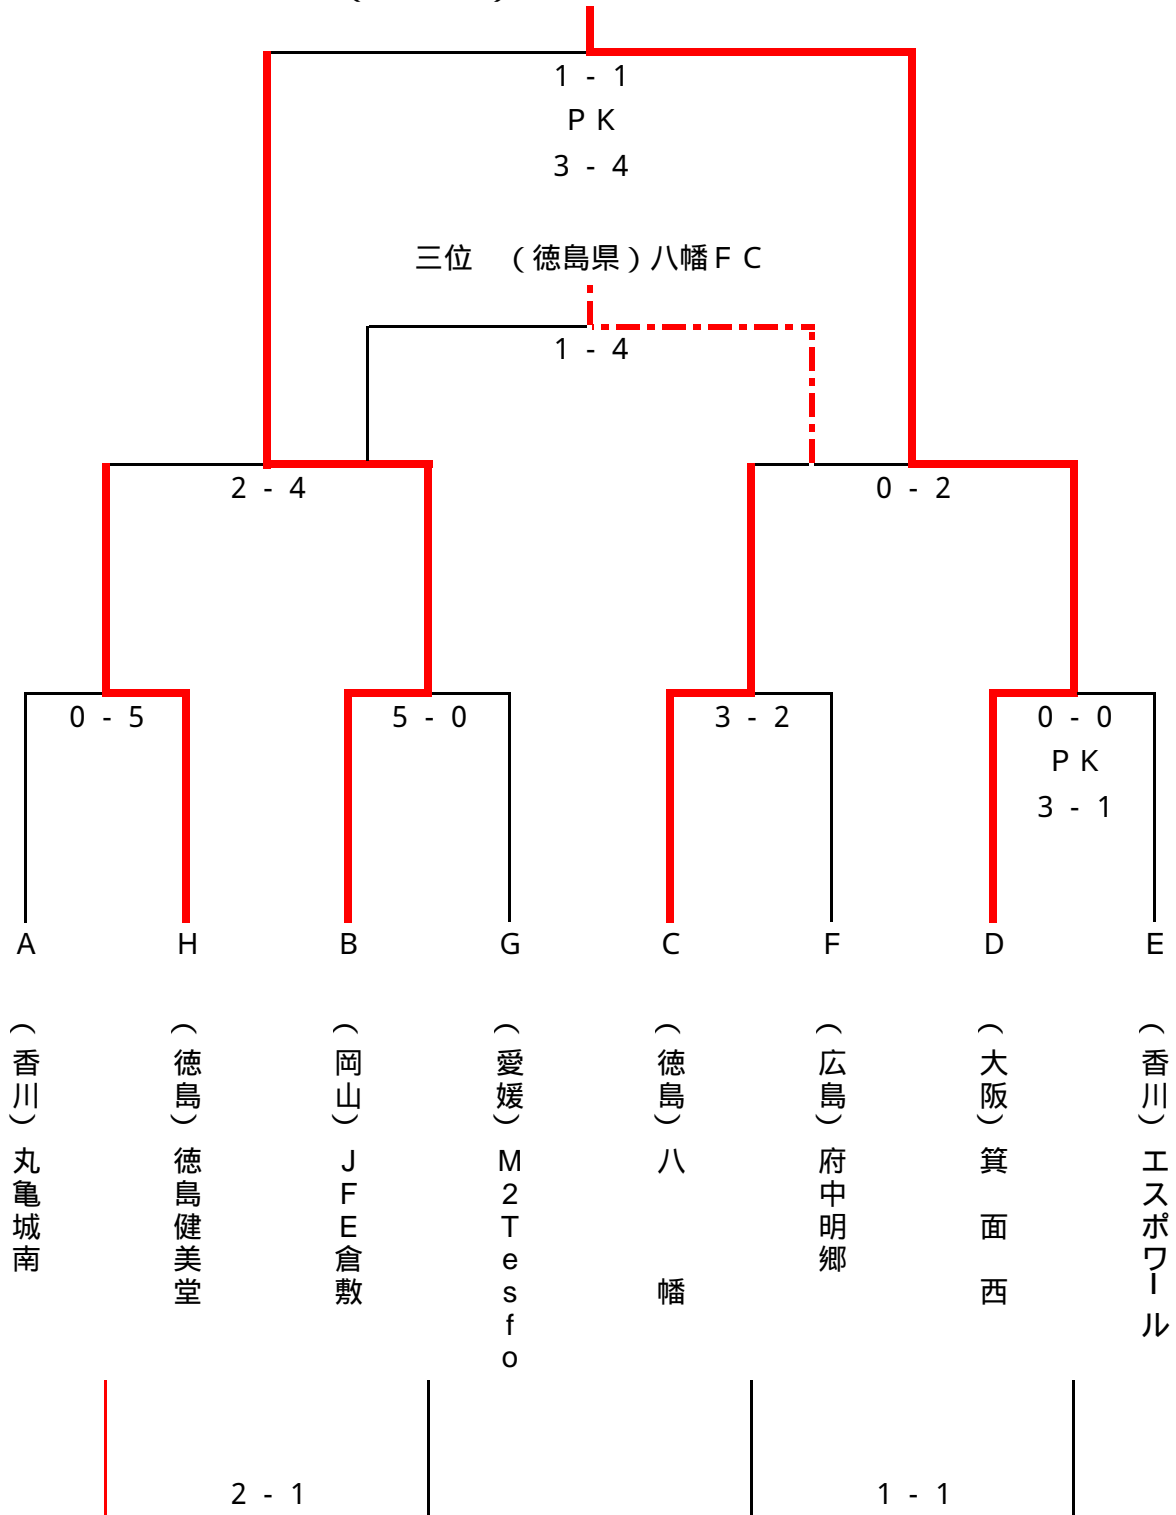 1 - 1
PK
3 - 4
三位　(徳島県)八幡FC
1 - 4
2 - 4
0 - 2
0 - 5
5 - 0
3 - 2
0 - 0
PK
3 - 1
A
H
B
G
C
F
D
E
(香川)丸亀城南
(徳島)徳島健美堂
(岡山)JFE倉敷
(愛媛)M2Tesfo
(徳島)八　幡
(広島)府中明郷
(大阪)箕面西
(香川)エスポワール
2 - 1
1 - 1